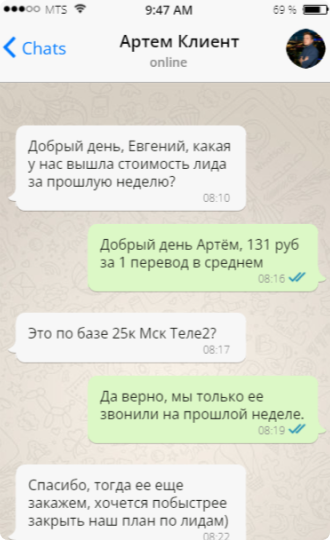 MTS 9:47 AM 69 %
Chats Артем Клиент
online
Добрый день, Евгений, какая
у нас вышла стоимость лида
за прошлую неделю?
08:10
Добрый день Артём, 131 руб
за 1 перевод в среднем
08:16
Это по базе 25к Мск Теле2?
08:17
Да верно, мы только ее
звонили на прошлой неделе.
08:19
Спасибо, тогда ее еще
закажем, хочется побыстрее
закрыть наш план по лидам)
08:22